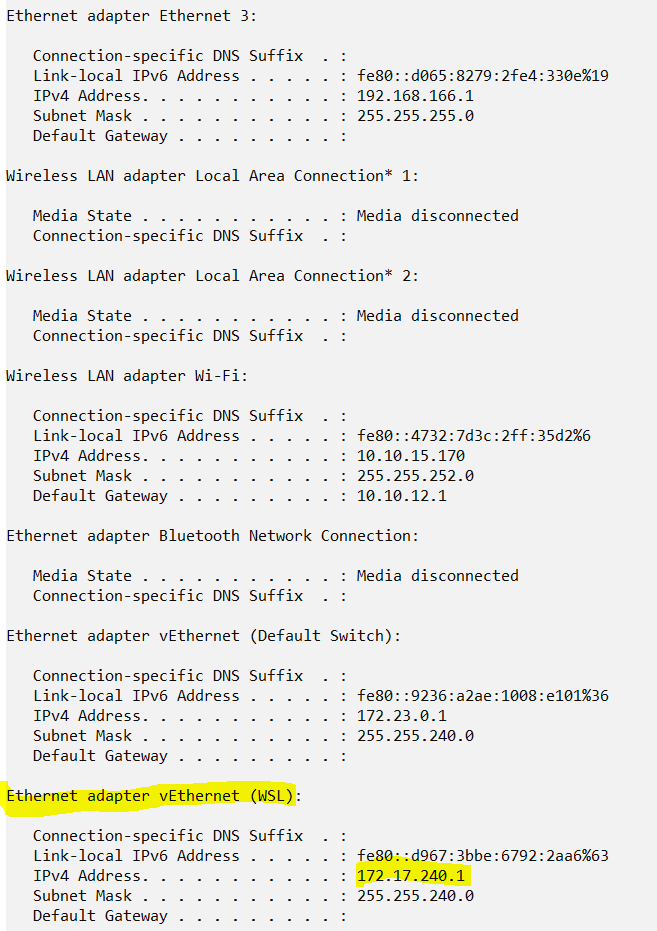 Ethernet adapter Ethernet 3:
Connection-specific DNS Suffix  . :
Link-local IPv6 Address . . . . . : fe80::d065:8279:2fe4:330e%19
IPv4 Address. . . . . . . . . . . : 192.168.166.1
Subnet Mask . . . . . . . . . . . : 255.255.255.0
Default Gateway . . . . . . . . . :
Wireless LAN adapter Local Area Connection* 1:
Media State . . . . . . . . . . . : Media disconnected
Connection-specific DNS Suffix  . :
Wireless LAN adapter Local Area Connection* 2:
Media State . . . . . . . . . . . : Media disconnected
Connection-specific DNS Suffix  . :
Wireless LAN adapter Wi-Fi:
Connection-specific DNS Suffix  . :
Link-local IPv6 Address . . . . . : fe80::4732:7d3c:2ff:35d2%6
IPv4 Address. . . . . . . . . . . : 10.10.15.170
Subnet Mask . . . . . . . . . . . : 255.255.252.0
Default Gateway . . . . . . . . . : 10.10.12.1
Ethernet adapter Bluetooth Network Connection:
Media State . . . . . . . . . . . : Media disconnected
Connection-specific DNS Suffix  . :
Ethernet adapter vEthernet (Default Switch):
Connection-specific DNS Suffix  . :
Link-local IPv6 Address . . . . . : fe80::9236:a2ae:1008:e101%36
IPv4 Address. . . . . . . . . . . : 172.23.0.1
Subnet Mask . . . . . . . . . . . : 255.255.240.0
Default Gateway . . . . . . . . . :
Ethernet adapter vEthernet (WSL):
Connection-specific DNS Suffix  . :
Link-local IPv6 Address . . . . . : fe80::d967:3bbe:6792:2aa6%63
IPv4 Address. . . . . . . . . . . : 172.17.240.1
Subnet Mask . . . . . . . . . . . : 255.255.240.0
Default Gateway . . . . . . . . . :